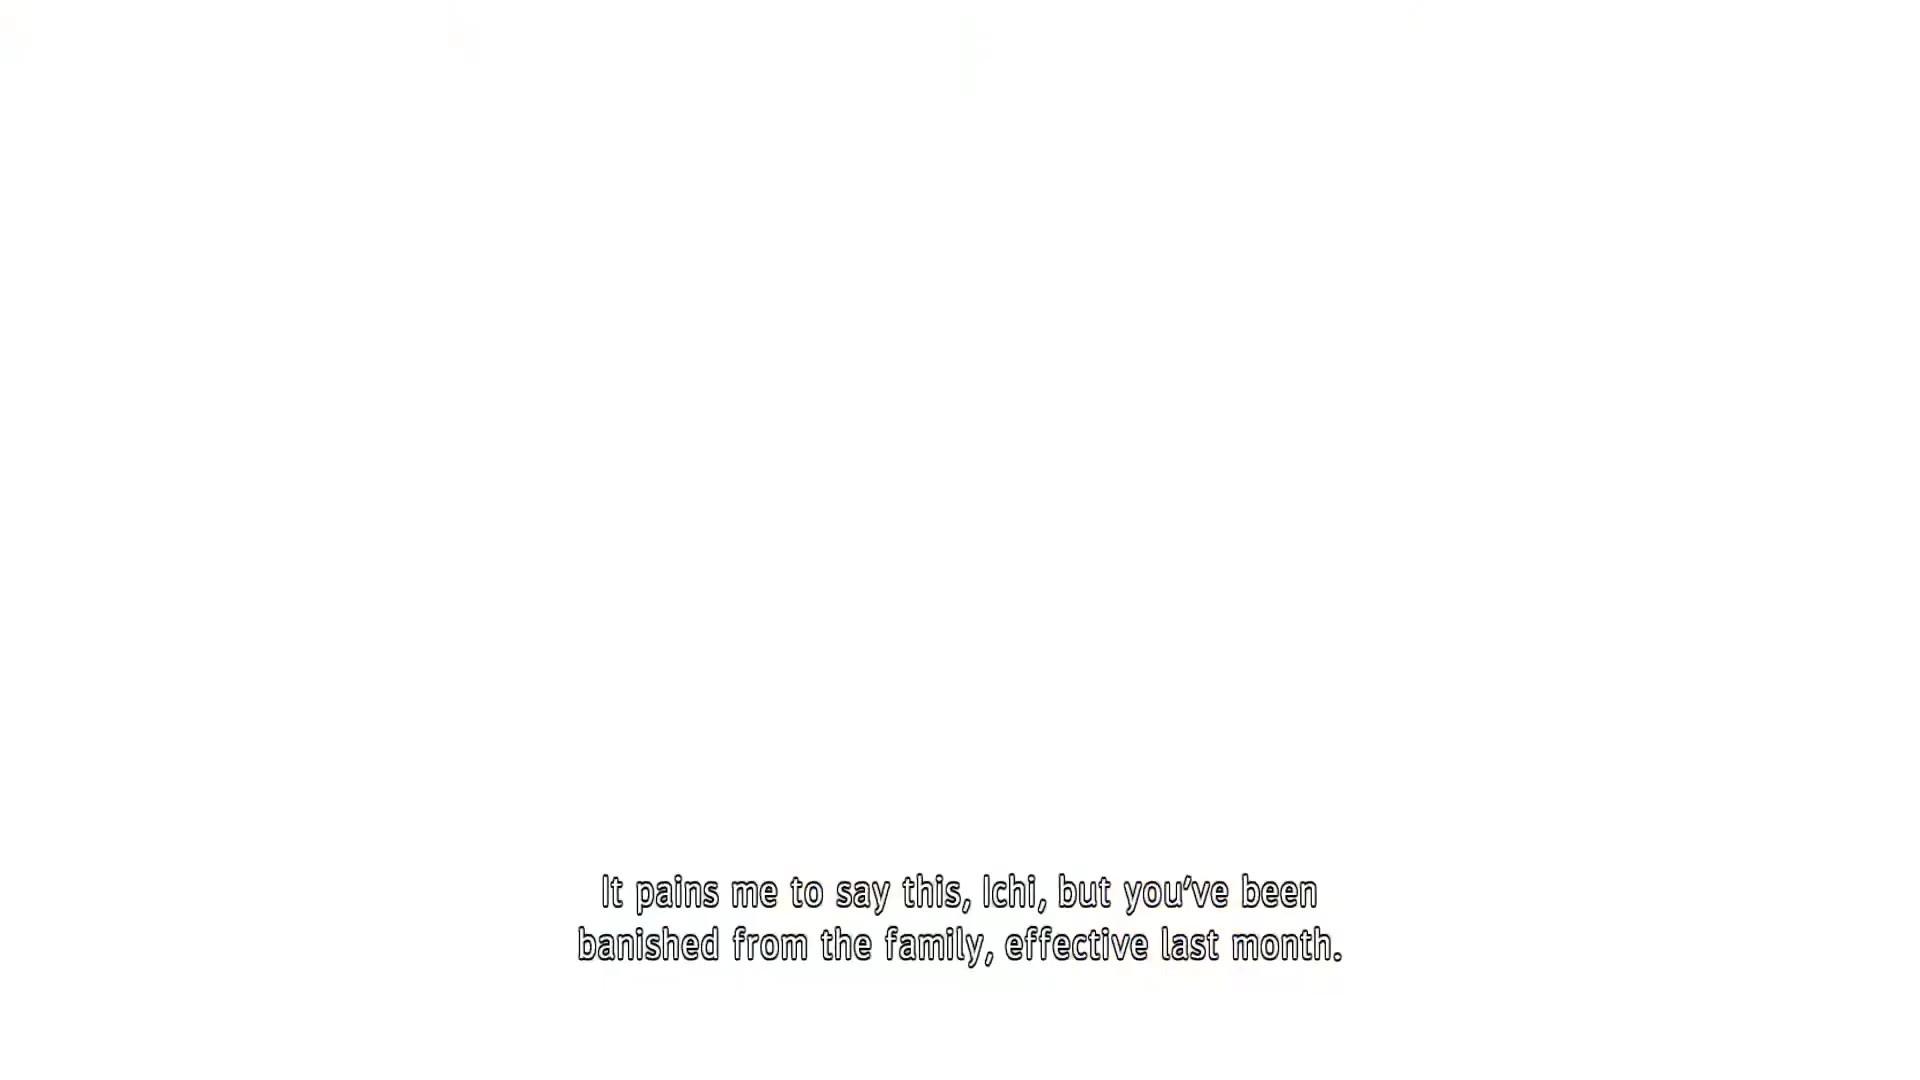 It pains me to say this, Ichi, but you've been
banished from the family, effective last month.